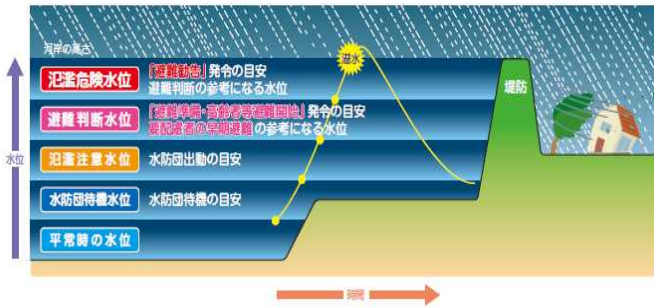 河岸の高さ
溢水
氾濫危険水位
「避難勧告」発令の目安
避難判断の参考になる水位
堤防
避難判断水位
「避難準備・高齢者等避難開始」発令の目安
要配慮者の早期避難の参考になる水位
氾濫注意水位
水防団出動の目安
水位
水防団待機水位
水防団待機の目安
平常時の水位
時間